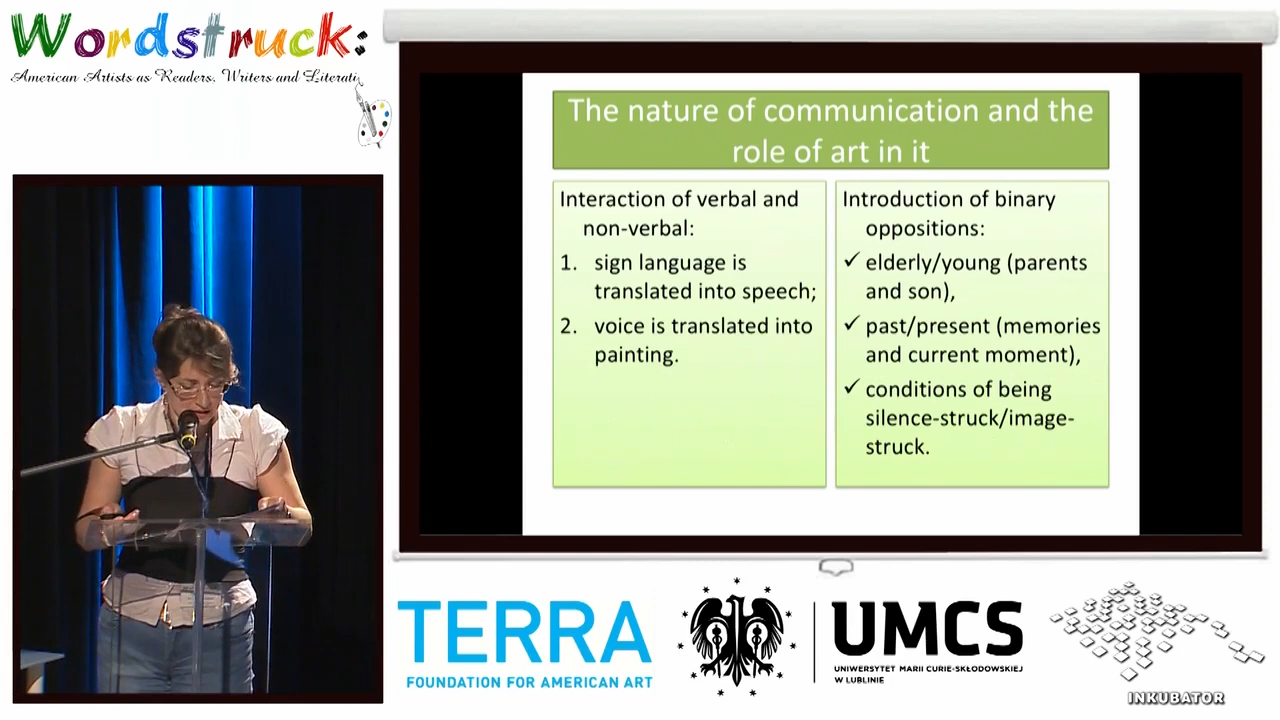 Wordstruck:
American Artists as Readers, Writers and Literati
The nature of communication and the
role of art in it
Interaction of verbal and
non-verbal:
1. sign language is
translated into speech;
2. voice is translated into
painting.
Introduction of binary
oppositions:
✓ elderly/young (parents
and son),
✓ past/present (memories
and current moment),
✓ conditions of being
silence-struck/image-
struck.
TERRA
FOUNDATION FOR AMERICAN ART
UMCS
UNIWERSYTET MARII CURIE-SKŁODOWSKIEJ
W LUBLINIE
INKUBATOR